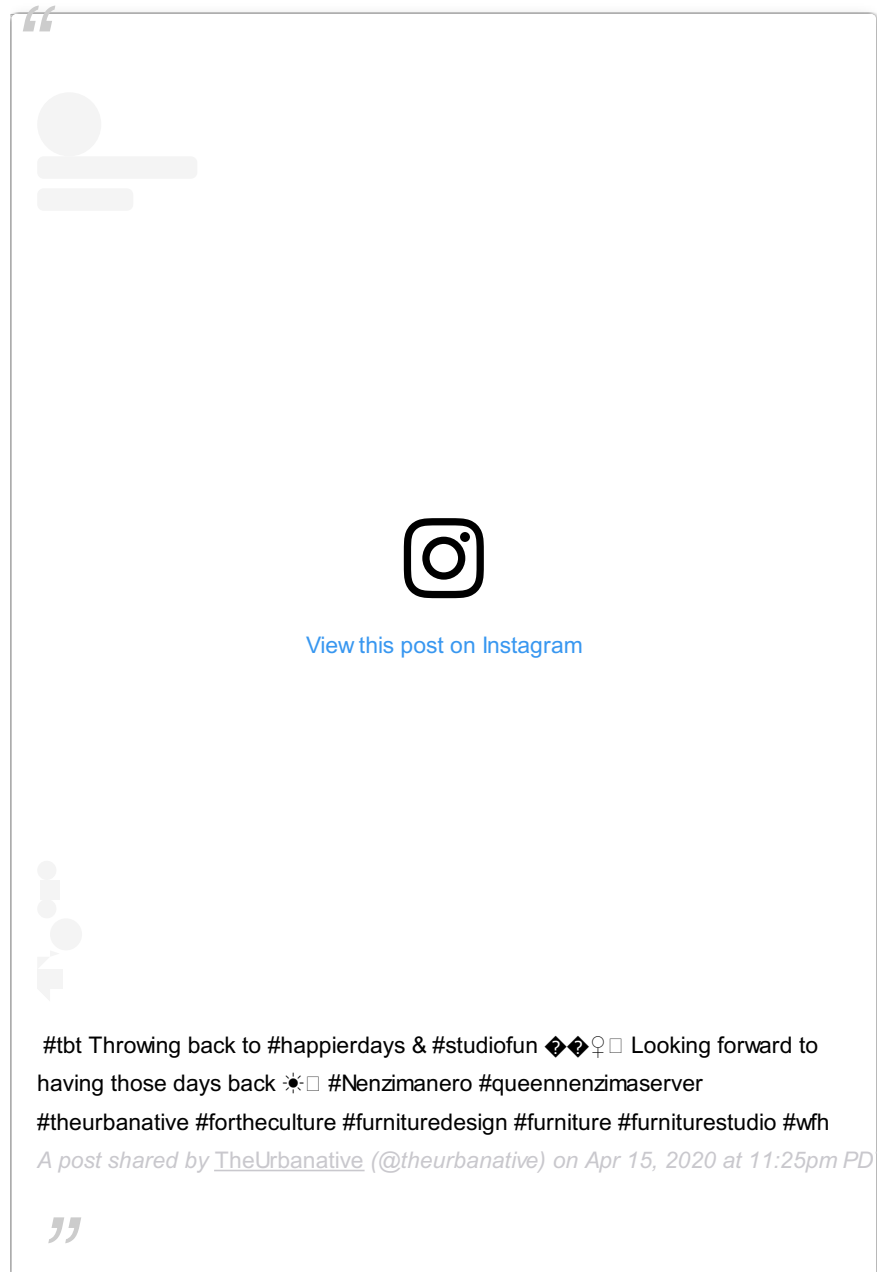 “
View this post on Instagram
#tbt Throwing back to #happierdays & #studiofun ��♀□ Looking forward to
having those days back ☀□ #Nenzimanero #queennenzimaserver
#theurbanative #fortheculture #furnituredesign #furniture #furniturestudio #wfh
A post shared by TheUrbanative (@theurbanative) on Apr 15, 2020 at 11:25pm PD
”